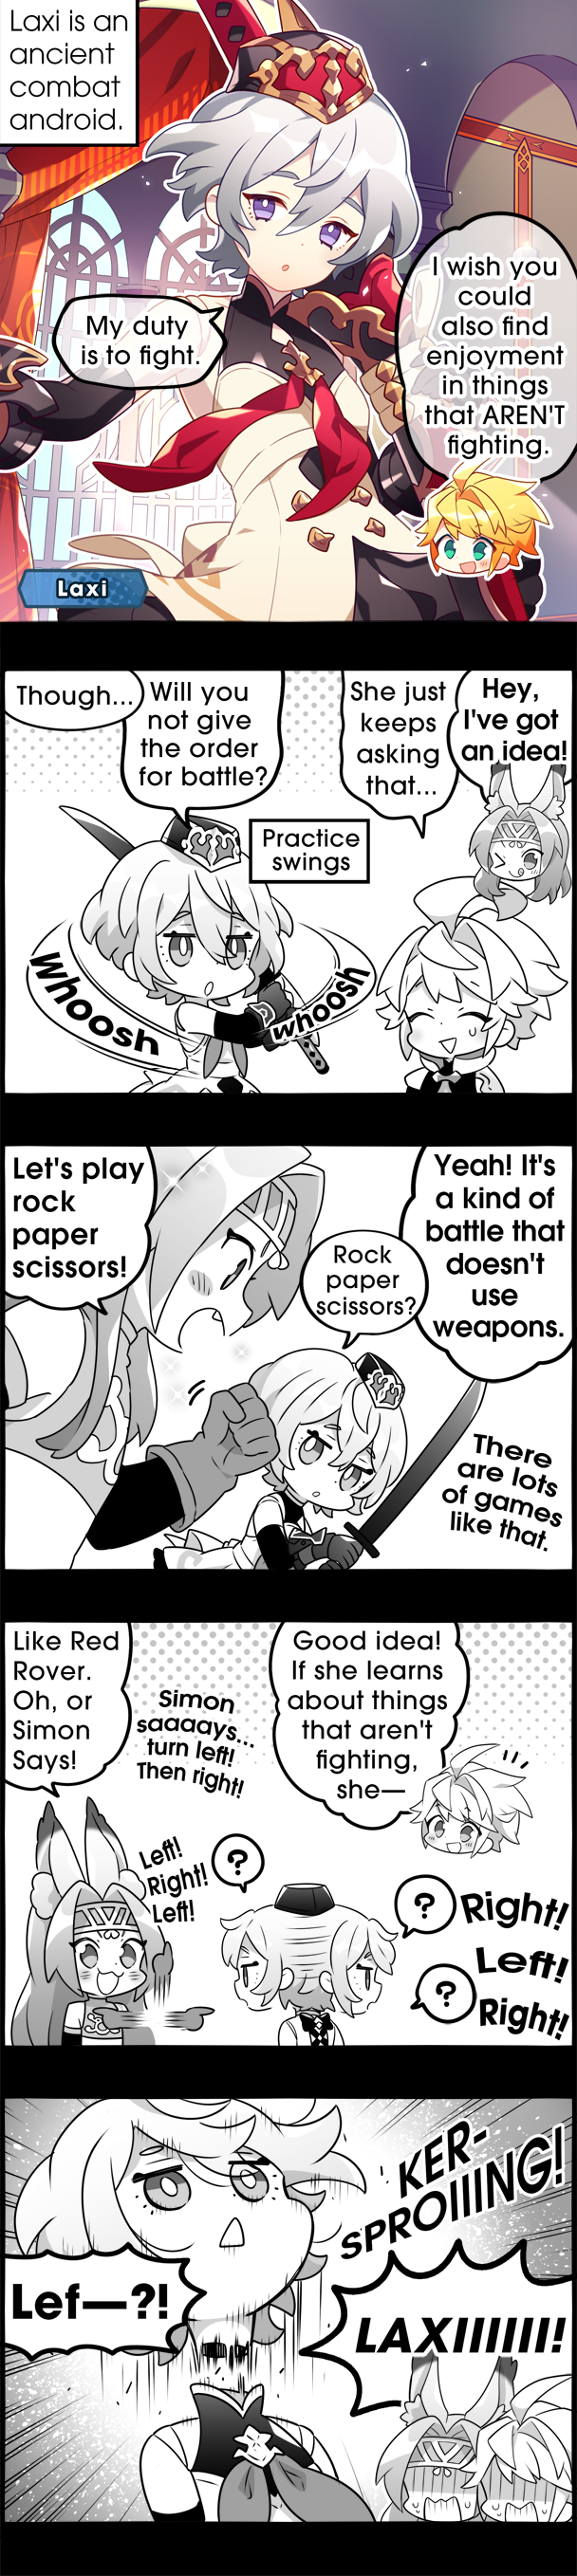 Laxi is an
ancient
combat
android.
My duty
is to fight.
I wish you
could
also find
enjoyment
in things
that AREN'T
fighting.
Laxi
Though...
Will you
not give
the order
for battle?
She just
keeps
asking
that...
Hey,
I've got
an idea!
Practice
swings
Whoosh
whoosh
Let's play
rock
paper
scissors!
Rock
paper
scissors?
Yeah! It's
a kind of
battle that
doesn't
use
weapons.
There
are lots
of games
like that.
Like Red
Rover.
Oh, or
Simon
Says!
Simon
saaaays...
turn left!
Then right!
Good idea!
If she learns
about things
that aren't
fighting,
she—
Left!
Right!
Left!
?
?
Right!
Left!
?
Right!
KER-
SPROIIING!
Lef—?!
LAXIIIIII!